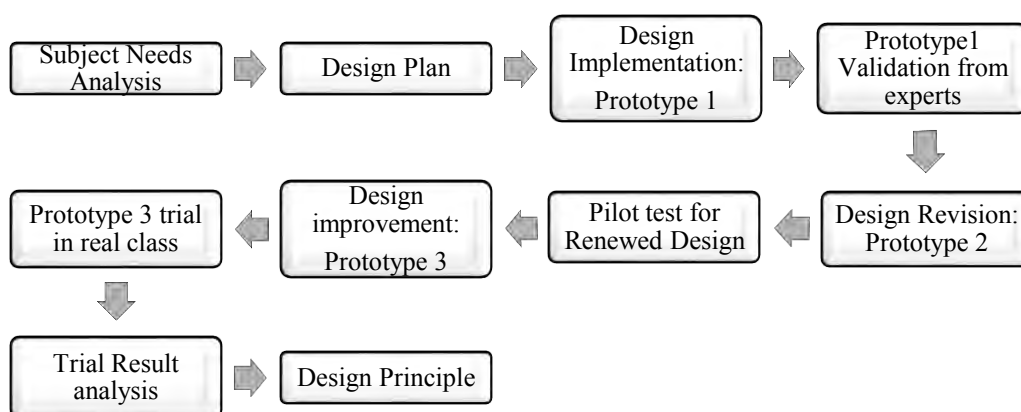 Subject Needs
Analysis
Design Plan
Design
Implementation:
Prototype 1
Prototype1
Validation from
experts
Design Revision:
Prototype 2
Pilot test for
Renewed Design
Design
improvement:
Prototype 3
Prototype 3 trial
in real class
Trial Result
analysis
Design Principle